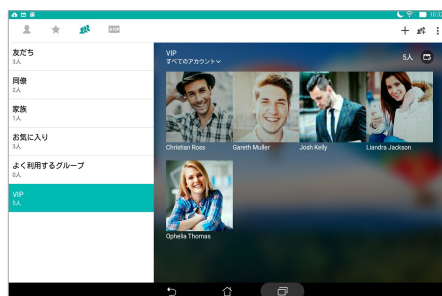 10:32
友だち
3人
同僚
2人
家族
1人
お気に入り
3人
よく利用するグループ
0人
VIP
5人
VIP
すべてのアカウント
5人
Christian Ross
Gareth Muller
Josh Kelly
Liandra Jackson
Ophelia Thomas